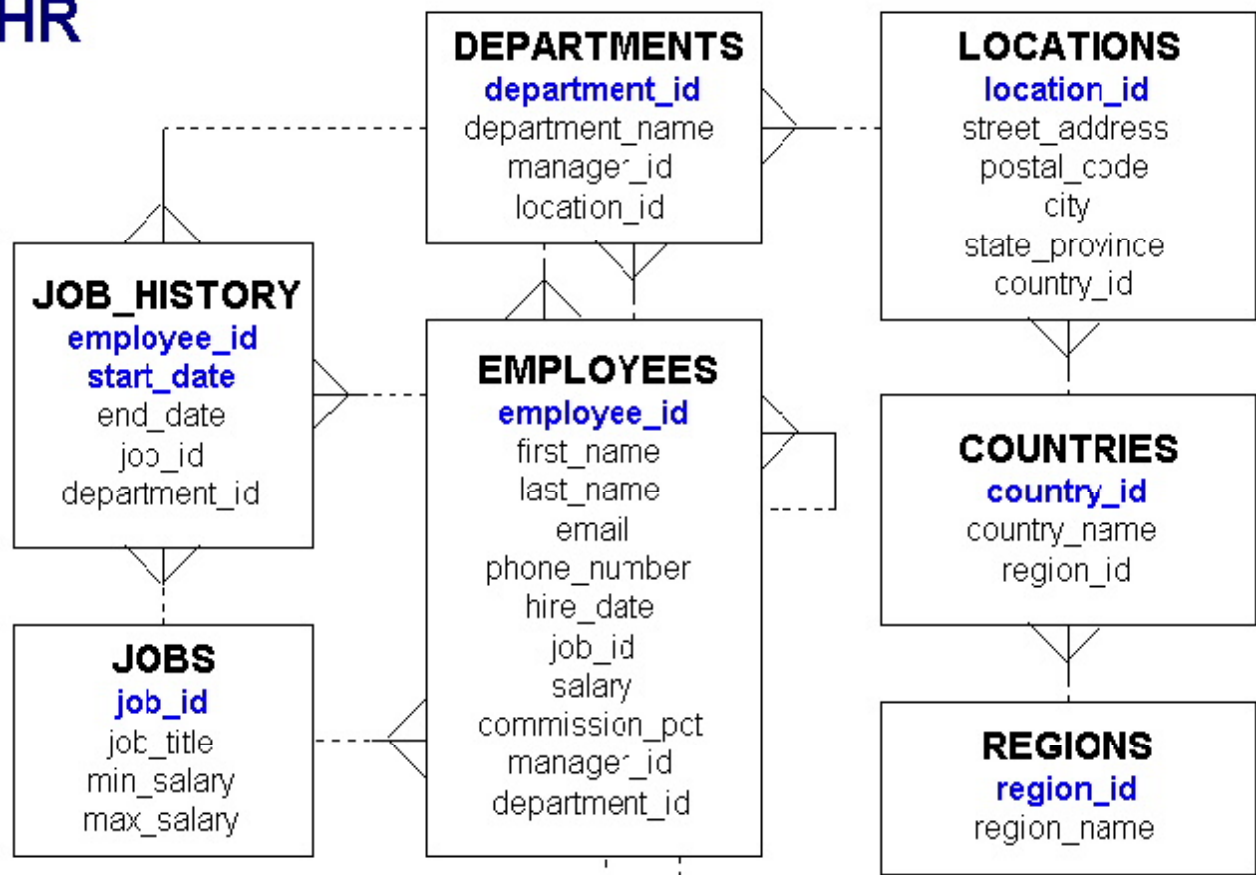 HR
DEPARTMENTS
department_id
department_name
manager_id
location_id
LOCATIONS
location_id
street_address
postal_code
city
state_province
country_id
JOB_HISTORY
employee_id
start_date
end_date
job_id
department_id
EMPLOYEES
employee_id
first_name
last_name
email
phone_number
hire_date
job_id
salary
commission_pct
manager_id
department_id
COUNTRIES
country_id
country_name
region_id
JOBS
job_id
job_title
min_salary
max_salary
REGIONS
region_id
region_name